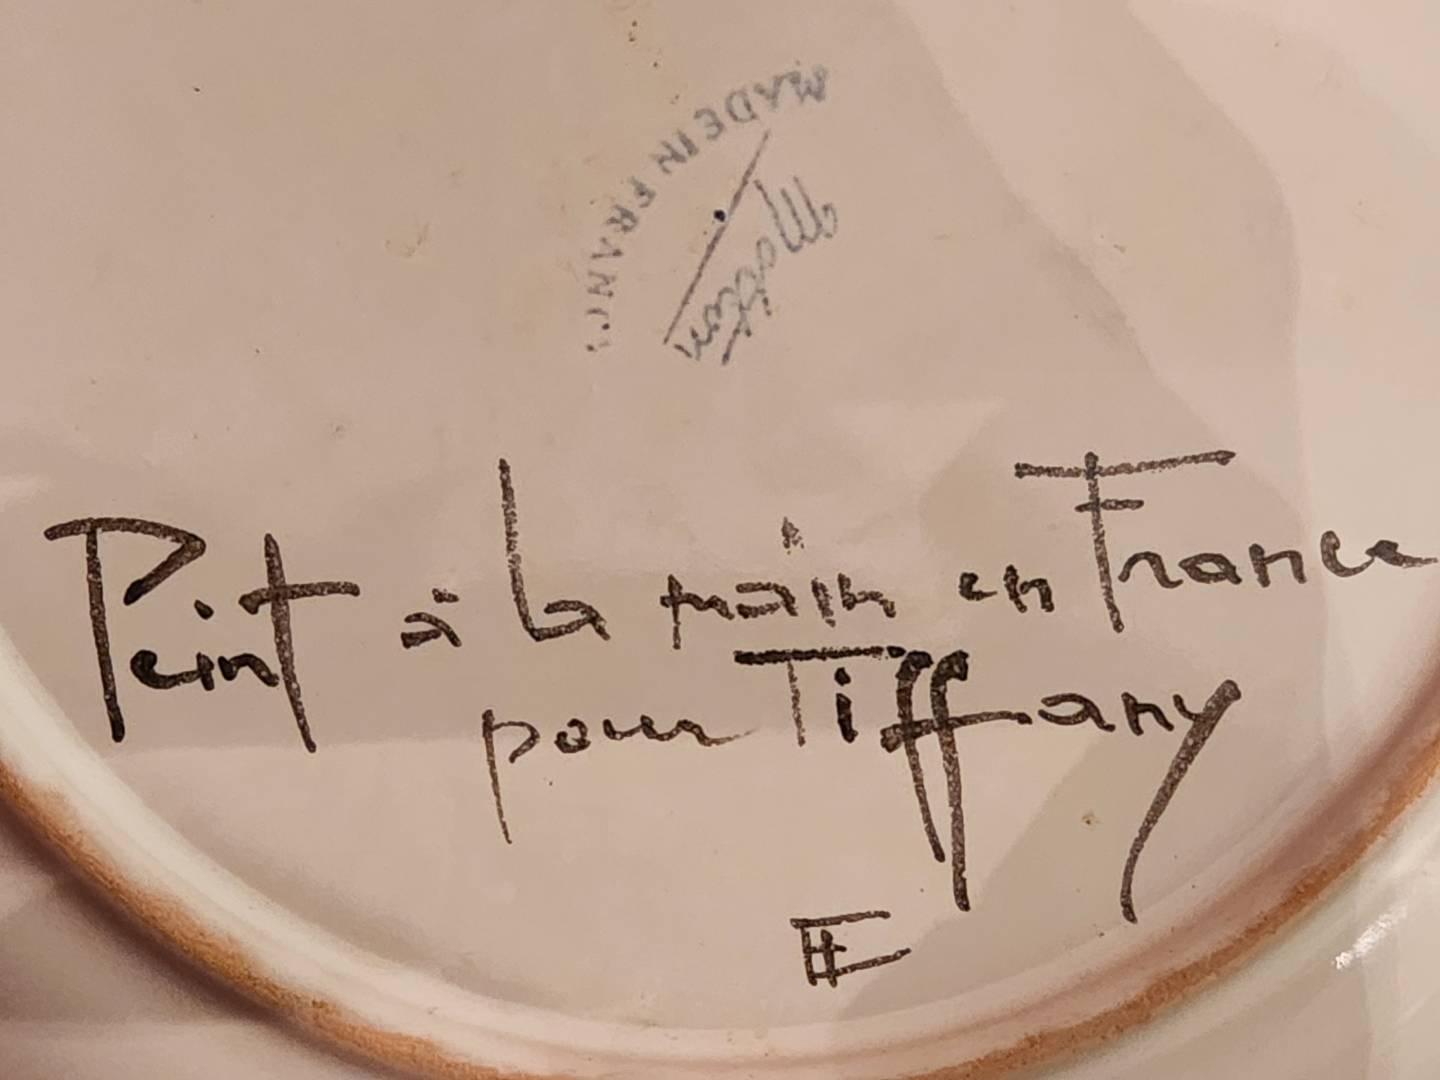 MADE IN FRANCE
Peint à la main en France
pour Tiffany